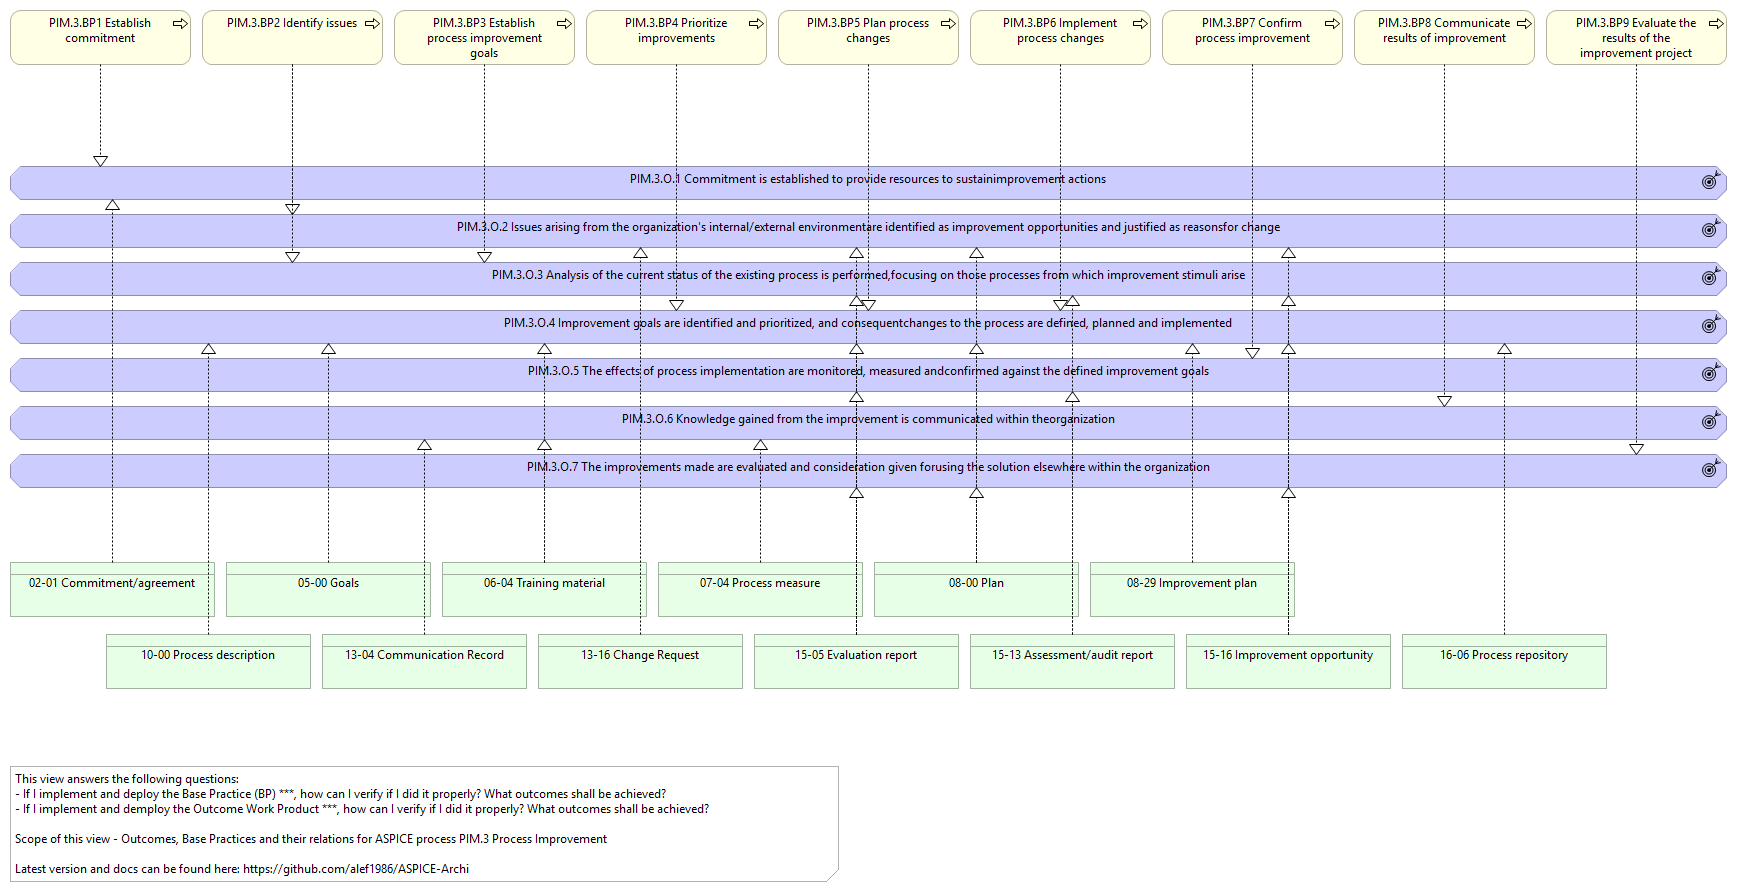 PIM.3.BP1 Establish
commitment
PIM.3.BP2 Identify issues
PIM.3.BP3 Establish
process improvement
goals
PIM.3.BP4 Prioritize
improvements
PIM.3.BP5 Plan process
changes
PIM.3.BP6 Implement
process changes
PIM.3.BP7 Confirm
process improvement
PIM.3.BP8 Communicate
results of improvement
PIM.3.BP9 Evaluate the
results of the
improvement project
PIM.3.O.1 Commitment is established to provide resources to sustainimprovement actions
PIM.3.O.2 Issues arising from the organization's internal/external environmentare identified as improvement opportunities and justified as reasonsfor change
PIM.3.O.3 Analysis of the current status of the existing process is performed,focusing on those processes from which improvement stimuli arise
PIM.3.O.4 Improvement goals are identified and prioritized, and consequentchanges to the process are defined, planned and implemented
PIM.3.O.5 The effects of process implementation are monitored, measured andconfirmed against the defined improvement goals
PIM.3.O.6 Knowledge gained from the improvement is communicated within theorganization
PIM.3.O.7 The improvements made are evaluated and consideration given forusing the solution elsewhere within the organization
02-01 Commitment/agreement
05-00 Goals
06-04 Training material
07-04 Process measure
08-00 Plan
08-29 Improvement plan
10-00 Process description
13-04 Communication Record
13-16 Change Request
15-05 Evaluation report
15-13 Assessment/audit report
15-16 Improvement opportunity
16-06 Process repository
This view answers the following questions:
- If I implement and deploy the Base Practice (BP) ***, how can I verify if I did it properly? What outcomes shall be achieved?
- If I implement and demploy the Outcome Work Product ***, how can I verify if I did it properly? What outcomes shall be achieved?
Scope of this view - Outcomes, Base Practices and their relations for ASPICE process PIM.3 Process Improvement
Latest version and docs can be found here: https://github.com/alef1986/ASPICE-Archi